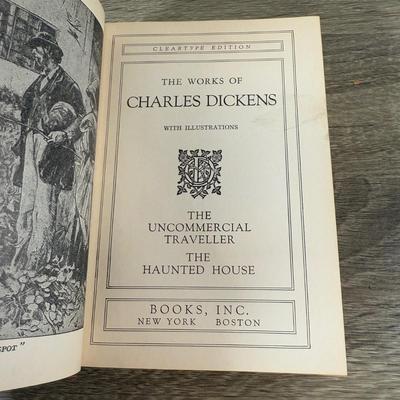 CLEARTYPE EDITION
THE WORKS OF
CHARLES DICKENS
WITH ILLUSTRATIONS
THE
UNCOMMERCIAL
TRAVELLER
THE
HAUNTED HOUSE
BOOKS, INC.
NEW YORK BOSTON
SPOT"